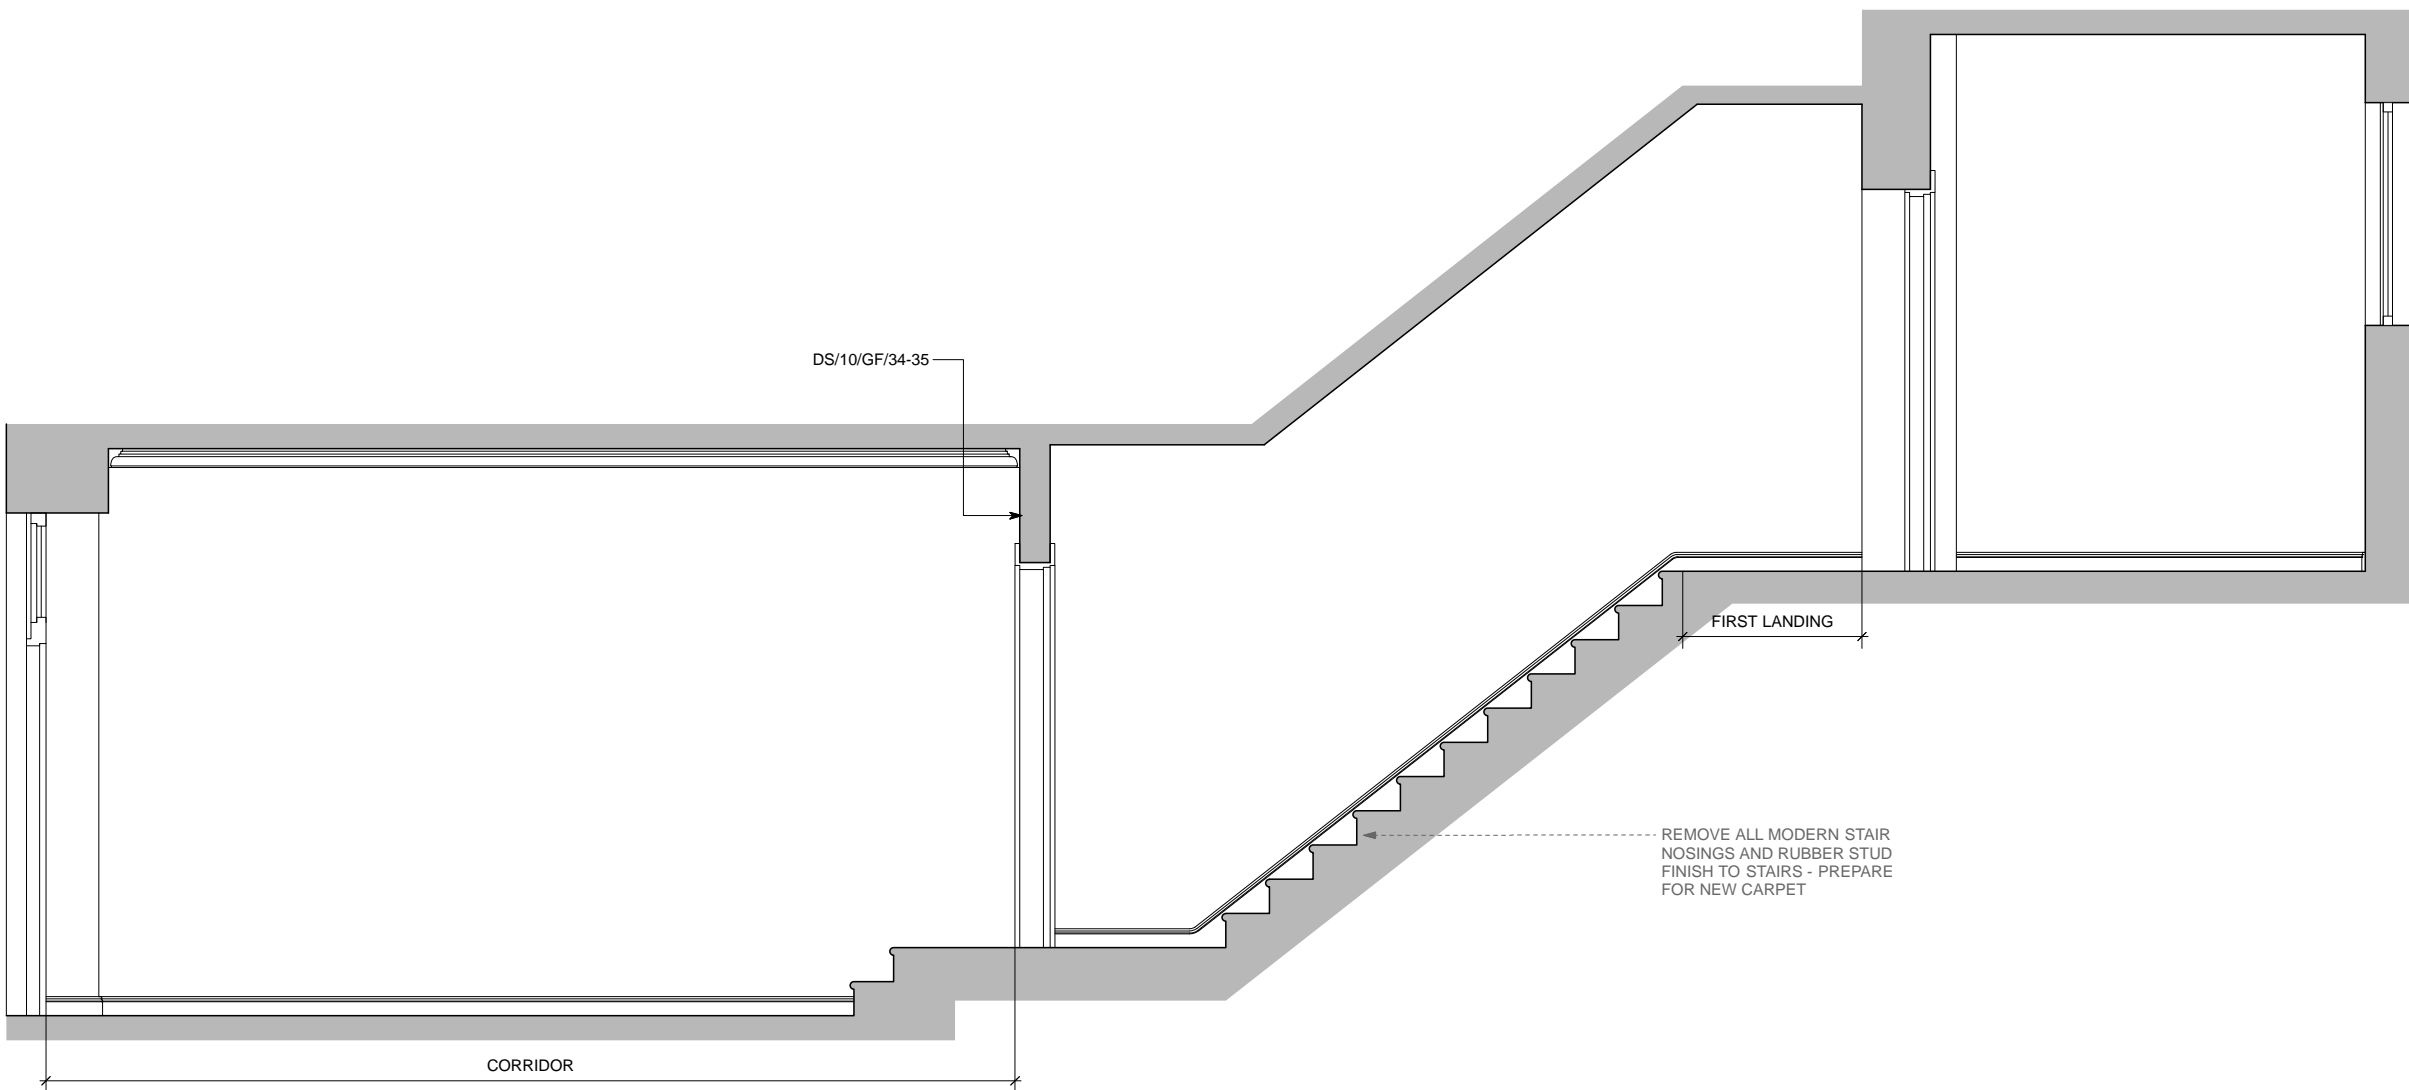 DS/10/GF/34-35
FIRST LANDING
REMOVE ALL MODERN STAIR
NOSINGS AND RUBBER STUD
FINISH TO STAIRS - PREPARE
FOR NEW CARPET
CORRIDOR